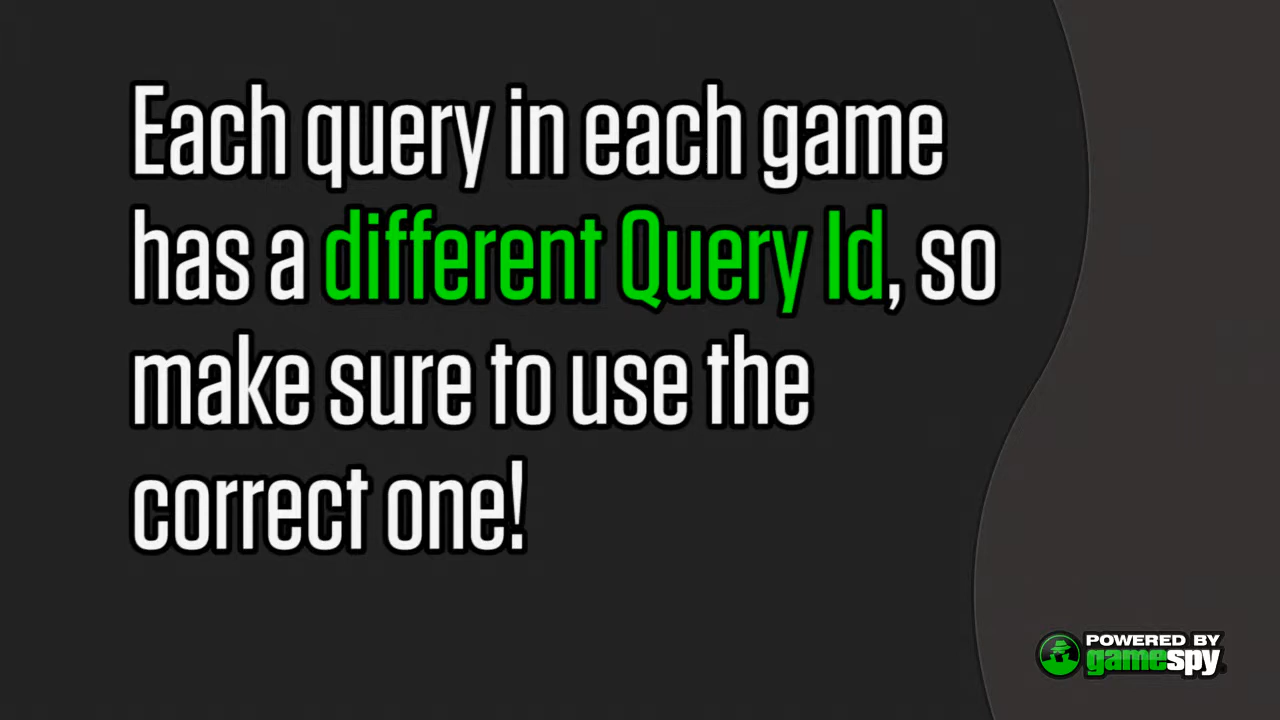 Each query in each game
has a different Query Id, so
make sure to use the
correct one!
POWERED BY
gamespy